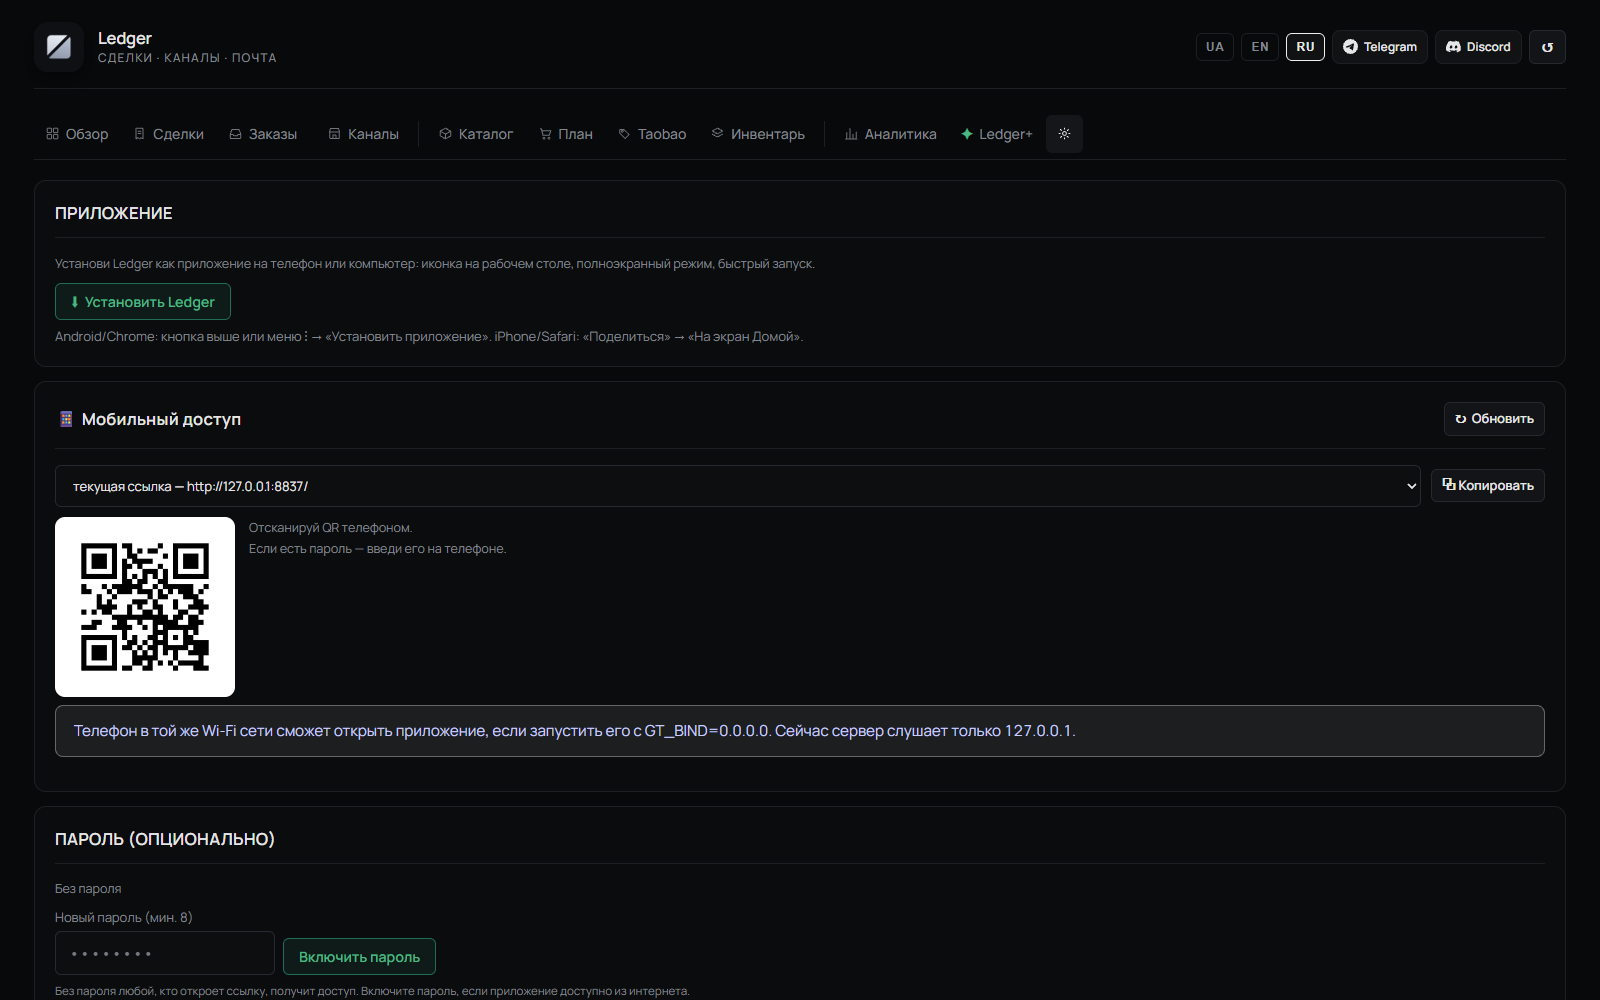 Ledger
СДЕЛКИ · КАНАЛЫ · ПОЧТА
UA
EN
RU
Telegram
Discord
Обзор
Сделки
Заказы
Каналы
Каталог
План
Taobao
Инвентарь
Аналитика
Ledger+
ПРИЛОЖЕНИЕ
Установи Ledger как приложение на телефон или компьютер: иконка на рабочем столе, полноэкранный режим, быстрый запуск.
⬇ Установить Ledger
Android/Chrome: кнопка выше или меню ⋮ → «Установить приложение». iPhone/Safari: «Поделиться» → «На экран Домой».
Мобильный доступ
↻ Обновить
текущая ссылка — http://127.0.0.1:8837/
Копировать
Отсканируй QR телефоном.
Если есть пароль — введи его на телефоне.
Телефон в той же Wi-Fi сети сможет открыть приложение, если запустить его с GT_BIND=0.0.0.0. Сейчас сервер слушает только 127.0.0.1.
ПАРОЛЬ (ОПЦИОНАЛЬНО)
Без пароля
Новый пароль (мин. 8)
••••••••
Включить пароль
Без пароля любой, кто откроет ссылку, получит доступ. Включите пароль, если приложение доступно из интернета.